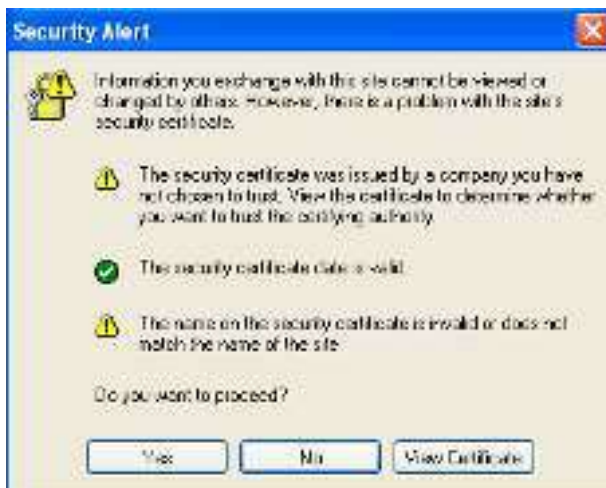 Security Alert
Information you exchange with this site cannot be viewed or
changed by others. However, there is a problem with the site's
security certificate.
The security certificate was issued by a company you have
not chosen to trust. View the certificate to determine whether
you want to trust the certifying authority.
The security certificate date is valid.
The name on the security certificate is invalid or does not
match the name of the site
Do you want to proceed?
Yes
No
View Certificate